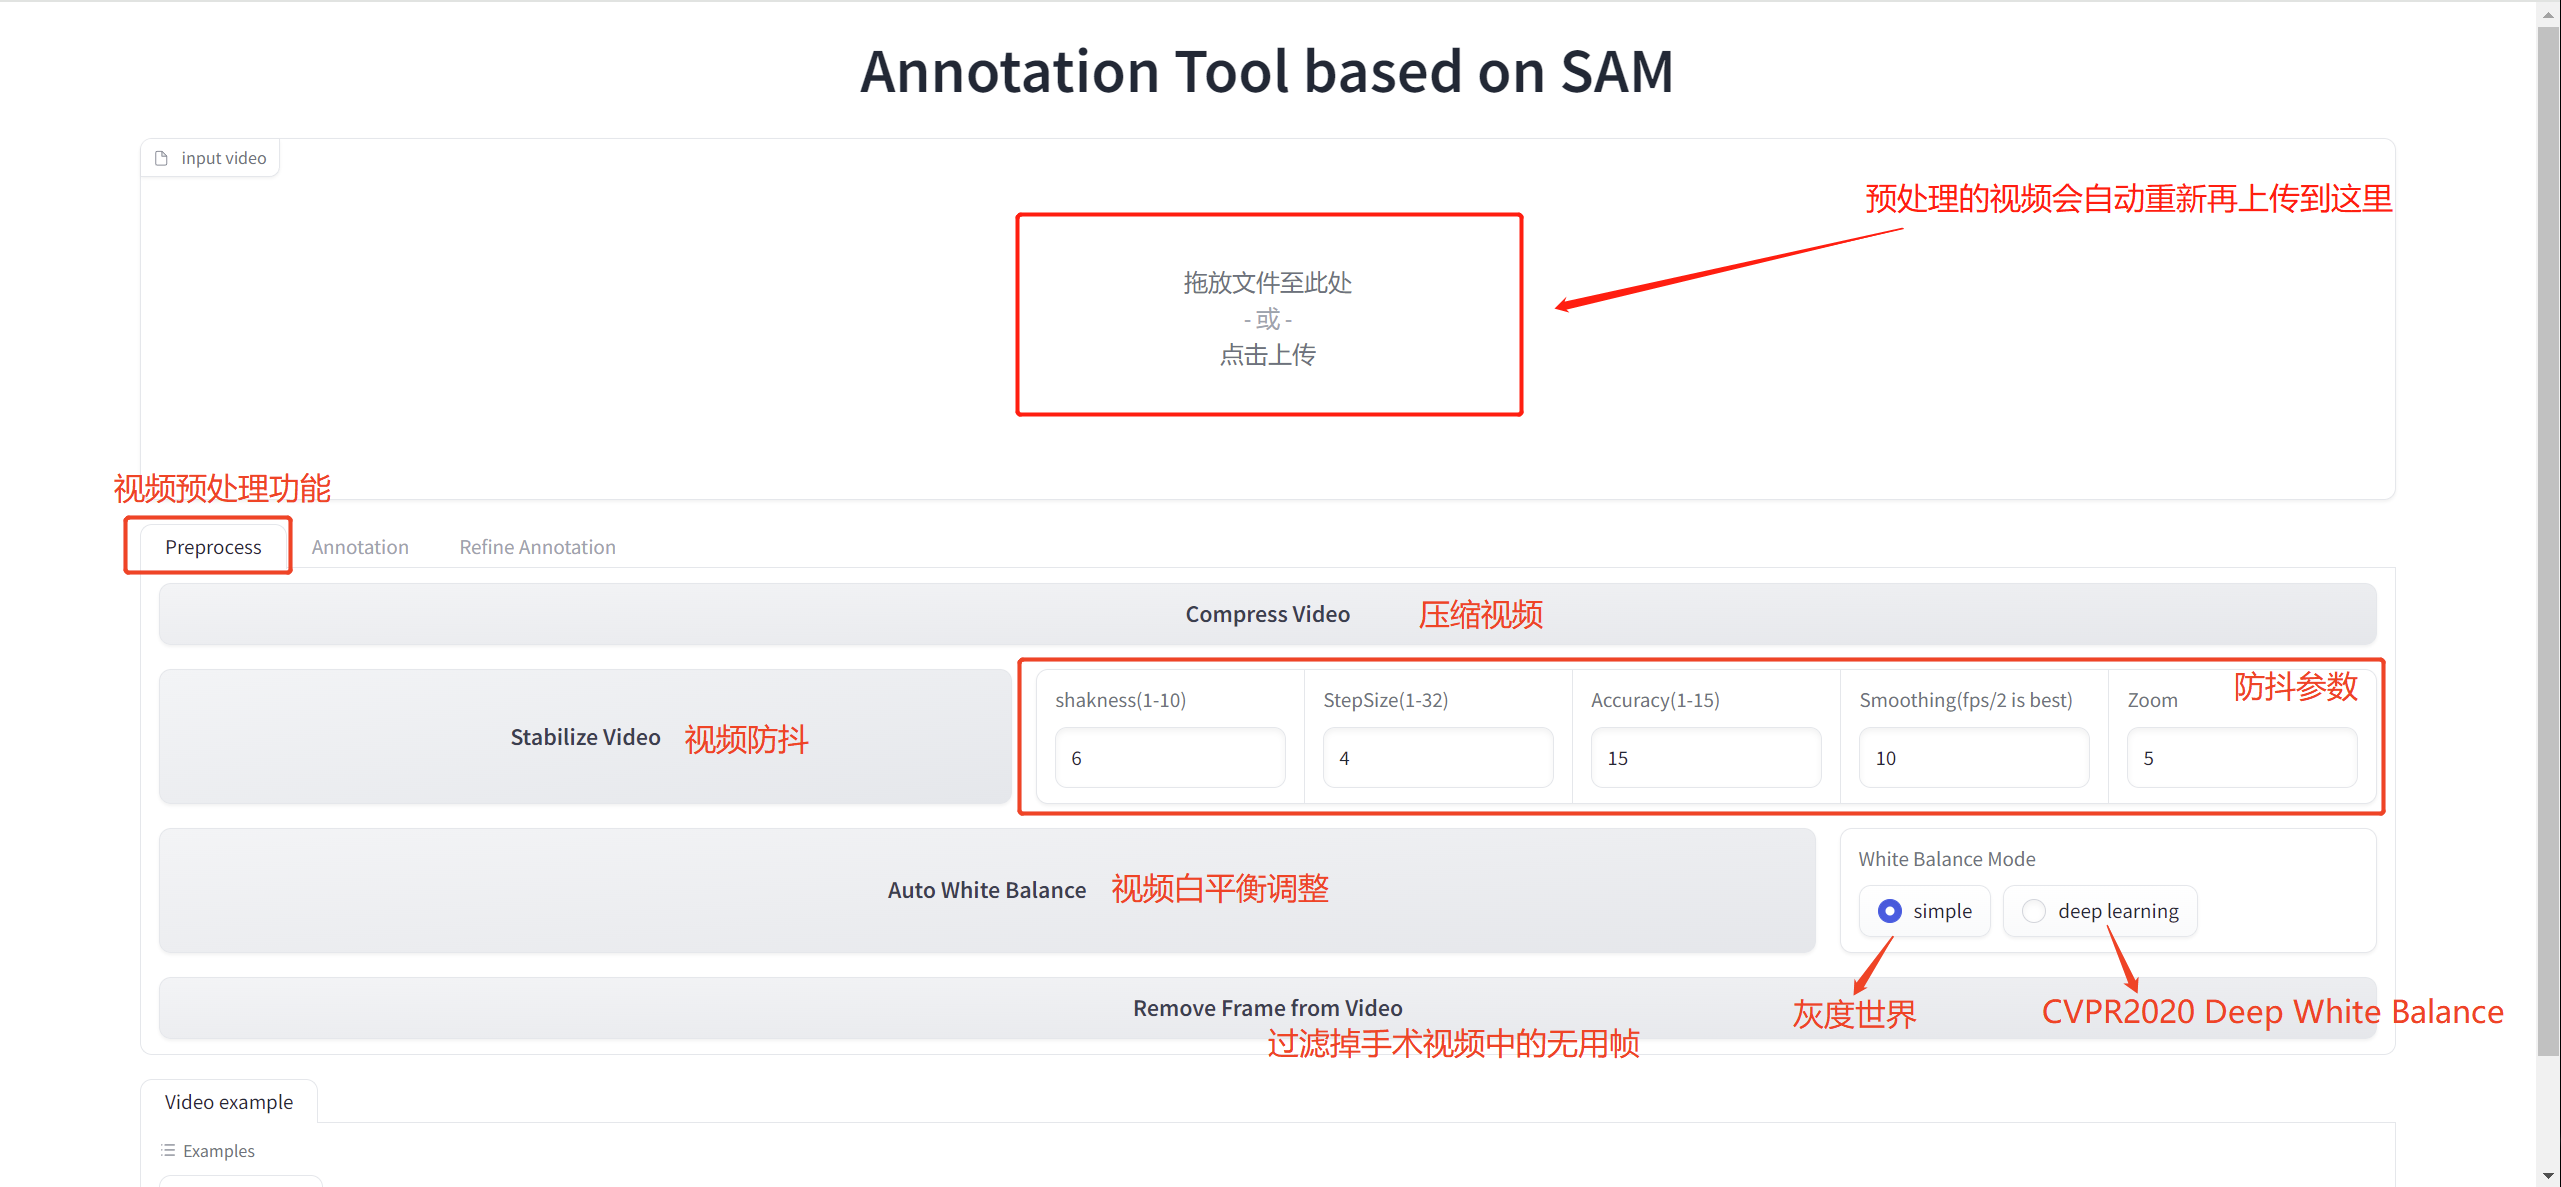 Annotation Tool based on SAM
input video
预处理的视频会自动重新再上传到这里
拖放文件至此处
- 或 -
点击上传
视频预处理功能
Preprocess
Annotation
Refine Annotation
Compress Video 压缩视频
Stabilize Video 视频防抖
防抖参数
shakness(1-10)
6
StepSize(1-32)
4
Accuracy(1-15)
15
Smoothing(fps/2 is best)
10
Zoom
5
Auto White Balance 视频白平衡调整
White Balance Mode
simple
deep learning
灰度世界
CVPR2020 Deep White Balance
Remove Frame from Video
过滤掉手术视频中的无用帧
Video example
Examples